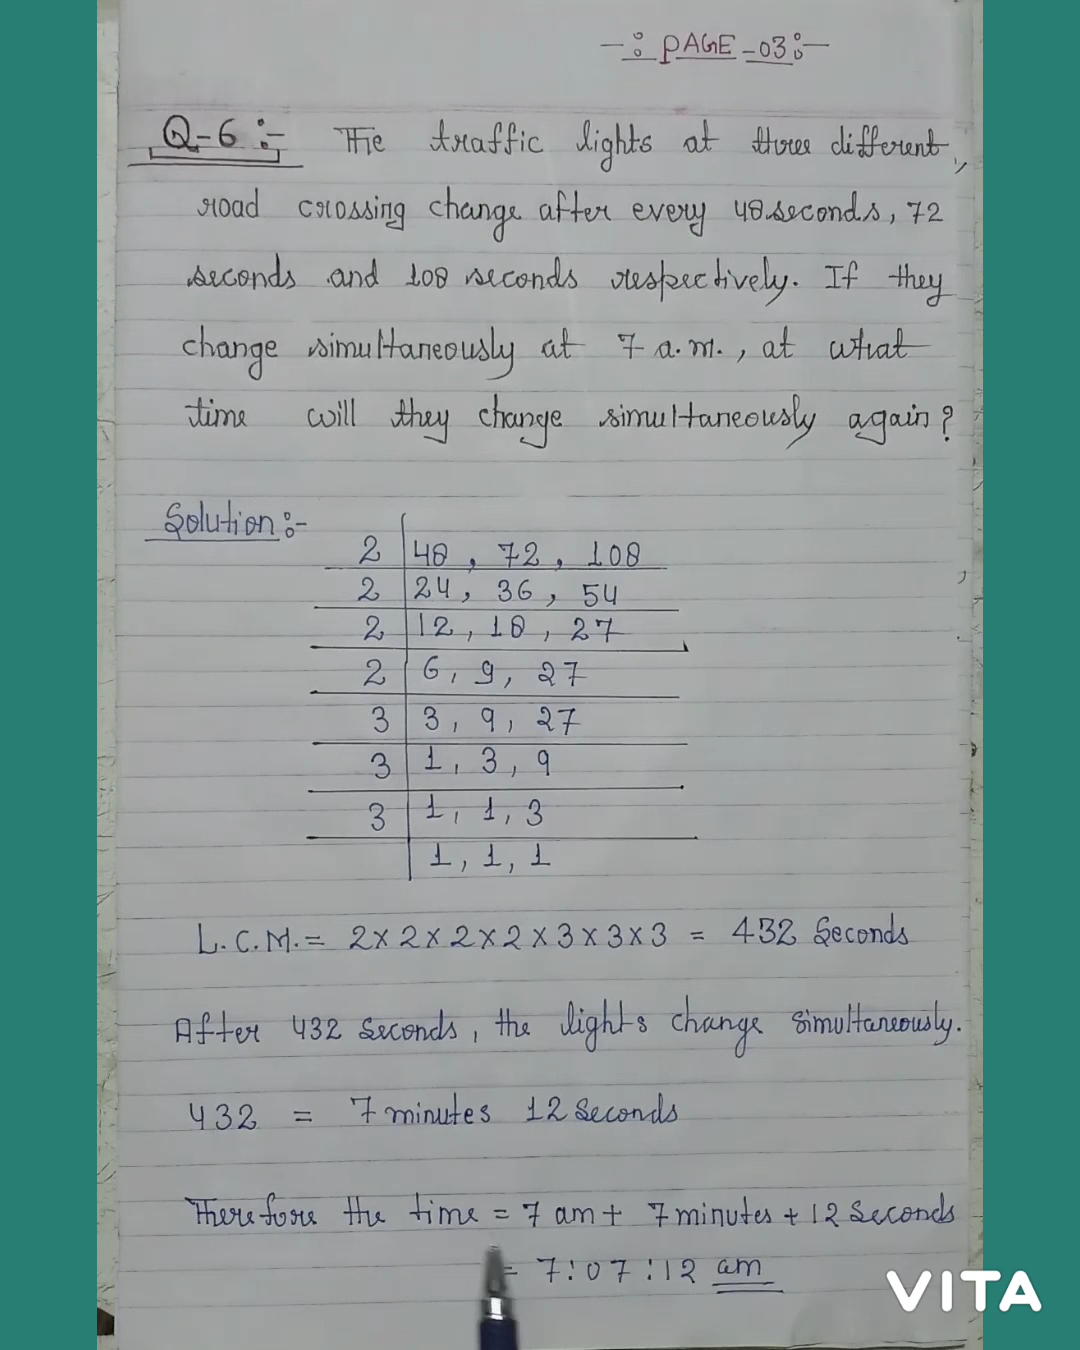 -: PAGE -03:-
Q-6 :- The traffic lights at three different
road crossing change after every 48 seconds, 72
seconds and 108 seconds respectively. If they
change simultaneously at 7 a.m., at what
time will they change simultaneously again?
Solution:-
2 | 48, 72, 108
2 | 24, 36, 54
2 | 12, 18, 27
2 | 6, 9, 27
3 | 3, 9, 27
3 | 1, 3, 9
3 | 1, 1, 3
| 1, 1, 1
L.C.M. = 2×2×2×2×3×3×3 = 432 Seconds
After 432 Seconds, the lights change simultaneously.
432 = 7 minutes 12 Seconds
Therefore the time = 7 am + 7 minutes + 12 Seconds
= 7:07:12 am
VITA